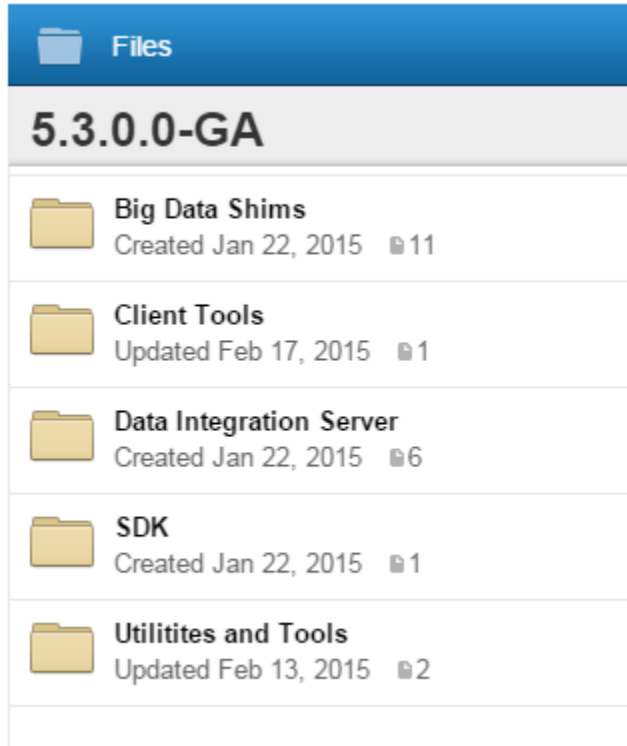 Files
5.3.0.0-GA
Big Data Shims
Created Jan 22, 2015 11
Client Tools
Updated Feb 17, 2015 1
Data Integration Server
Created Jan 22, 2015 6
SDK
Created Jan 22, 2015 1
Utilitites and Tools
Updated Feb 13, 2015 2